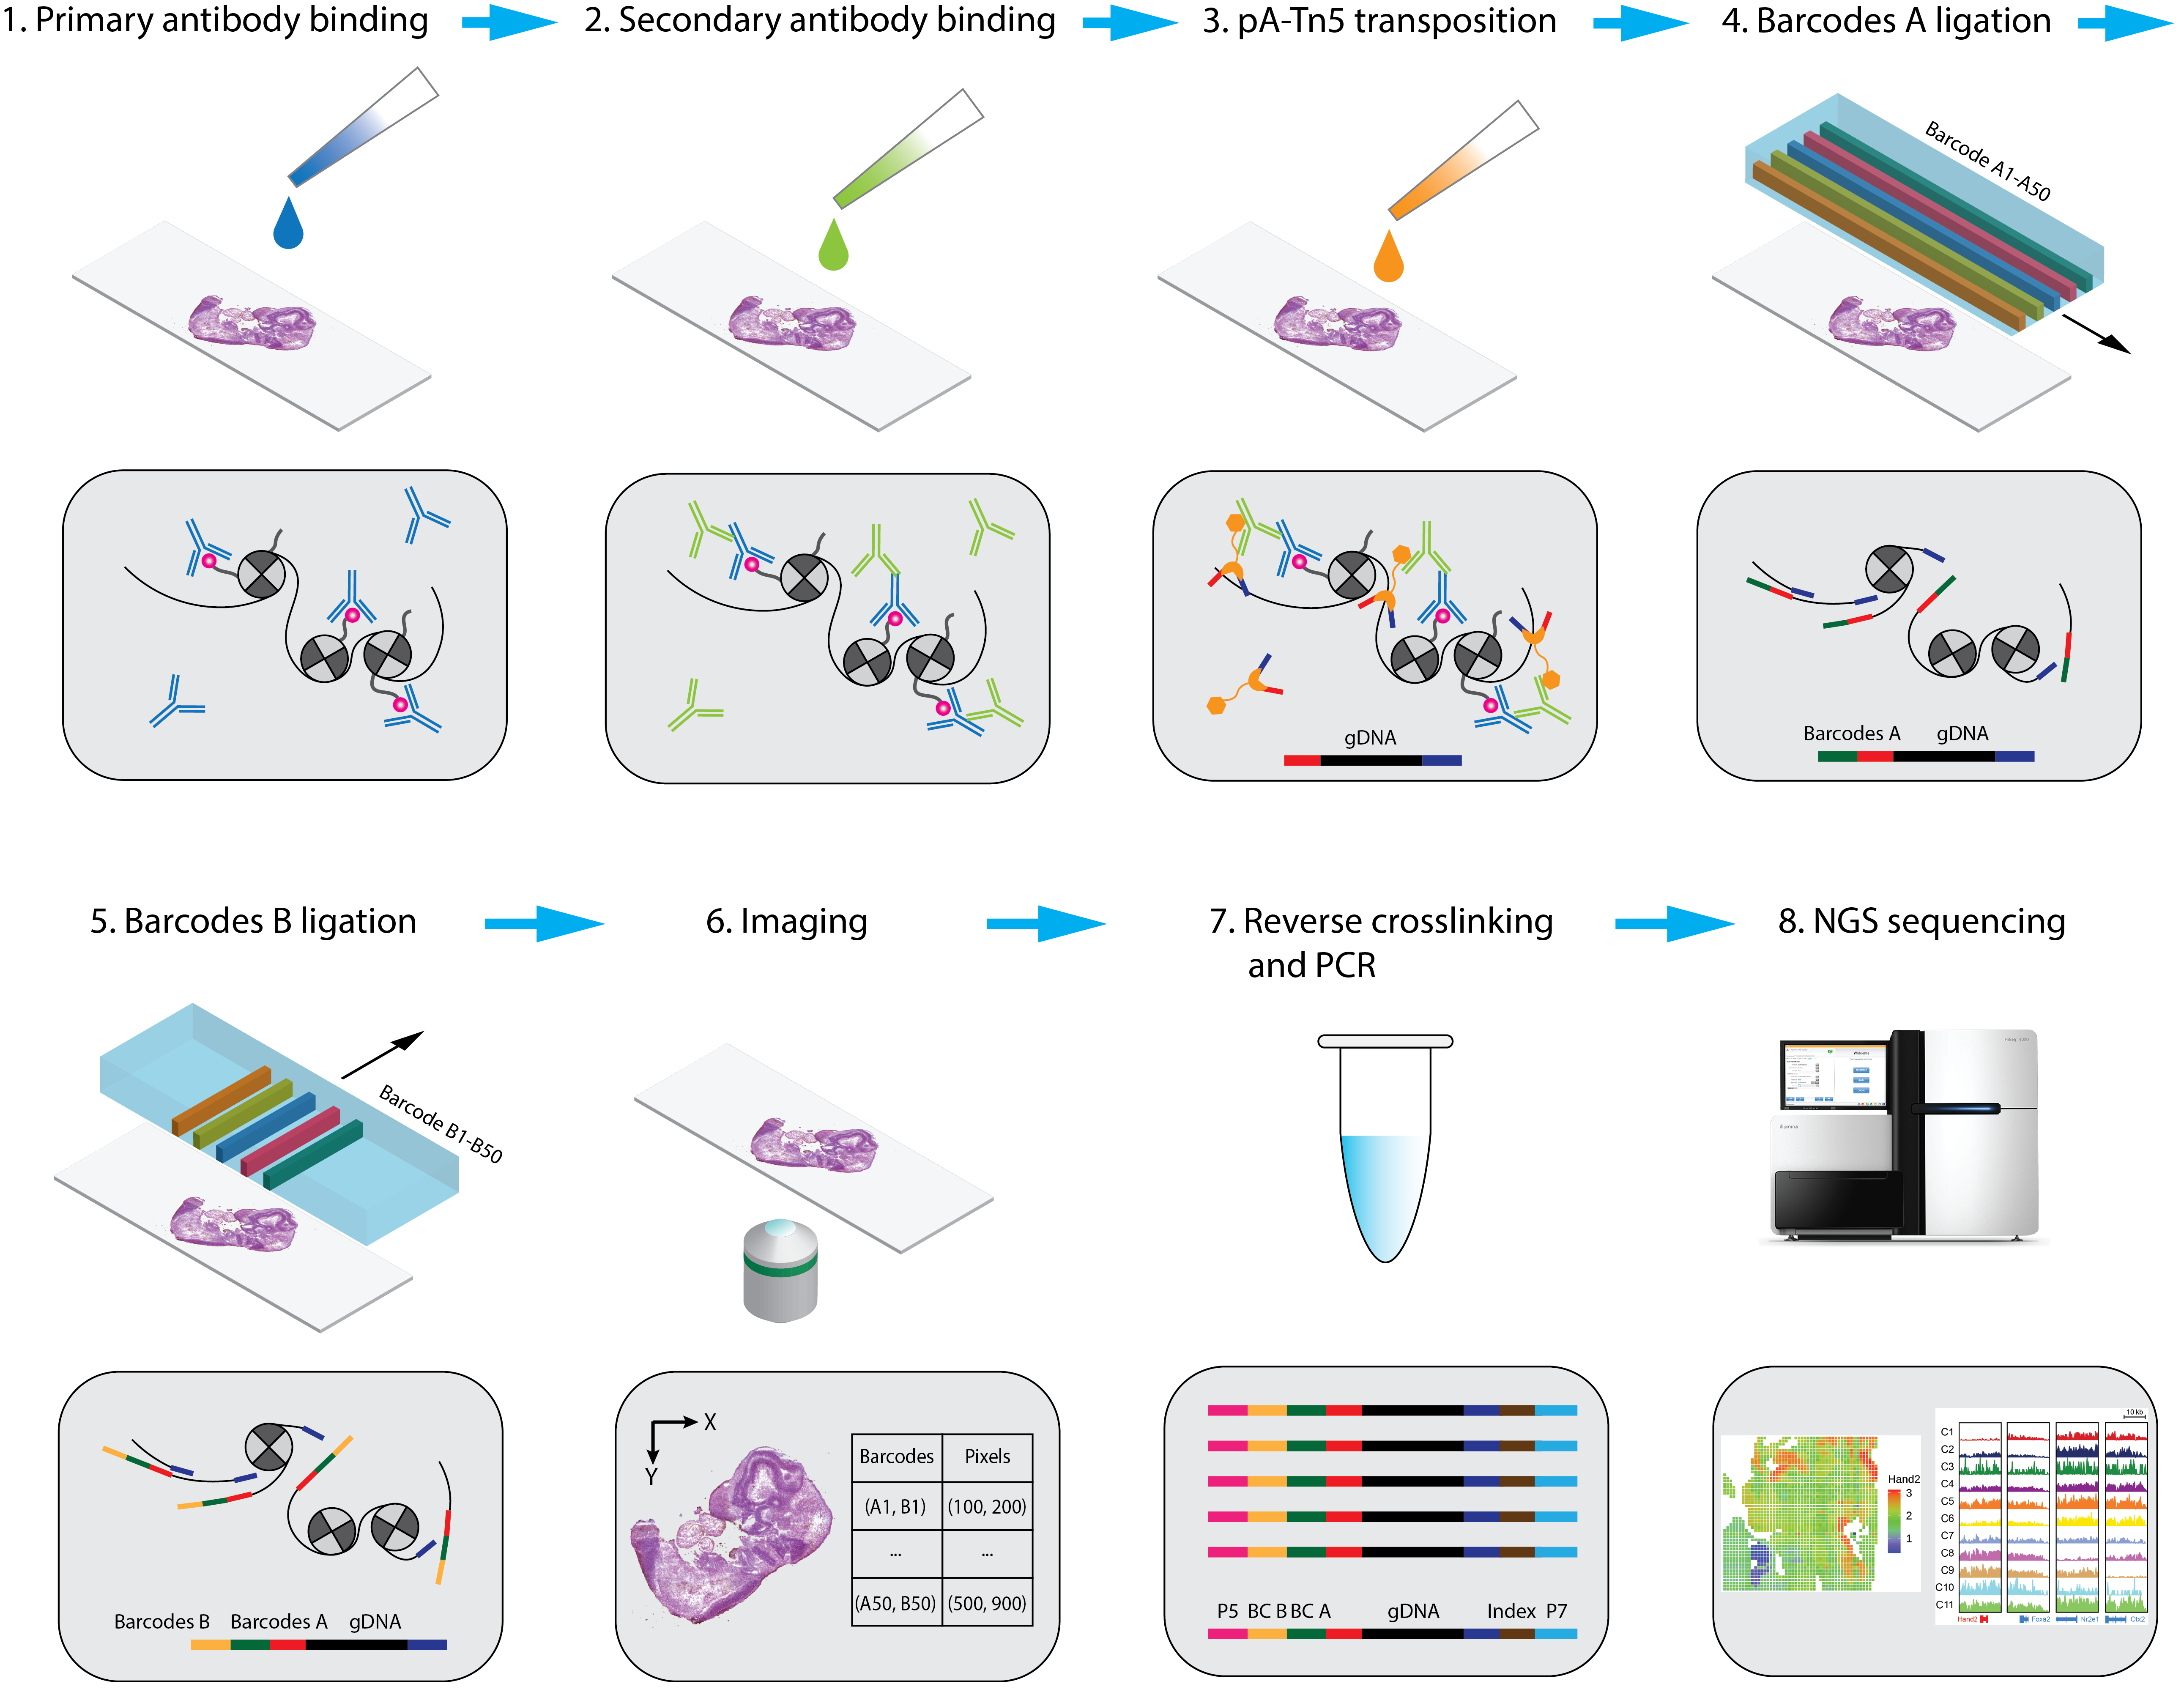 1. Primary antibody binding
2. Secondary antibody binding
3. pA-Tn5 transposition
4. Barcodes A ligation
Barcode A1-A50
gDNA
Barcodes A gDNA
5. Barcodes B ligation
6. Imaging
7. Reverse crosslinking
and PCR
8. NGS sequencing
Barcode B1-B50
Welcome
illumina
Barcodes B Barcodes A gDNA
X
Y
Barcodes Pixels
(A1, B1) (100, 200)
... ...
(A50, B50) (500, 900)
P5 BC B BC A gDNA Index P7
Hand2
3
2
1
10 kb
C1
C2
C3
C4
C5
C6
C7
C8
C9
C10
C11
Hand2 Foxa2 Nr2e1 Ctx2